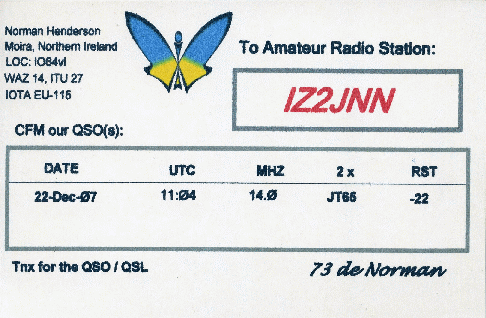 Norman Henderson
Moira, Northern Ireland
LOC: IO64vl
WAZ 14, ITU 27
IOTA EU-115
To Amateur Radio Station:
IZ2JNN
CFM our QSO(s):
DATE UTC MHZ 2 x RST
22-Dec-Ø7 11:Ø4 14.Ø JT65 -22
Tnx for the QSO / QSL
73 de Norman